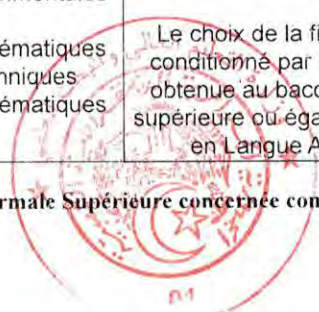 ématiques
hniques
ématiques
Le choix de la fi
conditionné par
obtenue au bacc
supérieure ou éga
en Langue A
rmale Supérieure concernée con